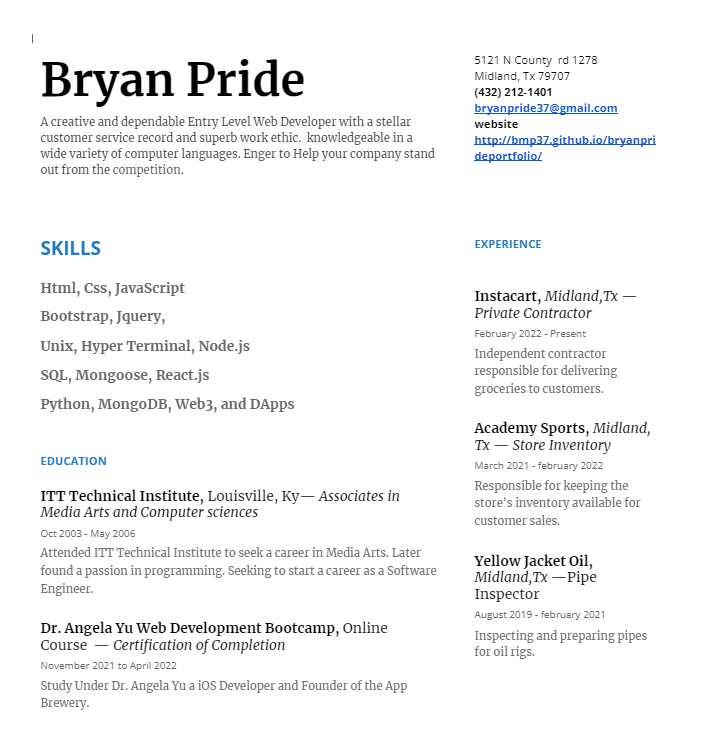 Bryan Pride
A creative and dependable Entry Level Web Developer with a stellar
customer service record and superb work ethic.  knowledgeable in a
wide variety of computer languages. Enger to Help your company stand
out from the competition.
5121 N County  rd 1278
Midland, Tx 79707
(432) 212-1401
bryanpride37@gmail.com
website
http://bmp37.github.io/bryanpri
deportfolio/
SKILLS
Html, Css, JavaScript
Bootstrap, Jquery,
Unix, Hyper Terminal, Node.js
SQL, Mongoose, React.js
Python, MongoDB, Web3, and DApps
EDUCATION
ITT Technical Institute, Louisville, Ky— Associates in
Media Arts and Computer sciences
Oct 2003 - May 2006
Attended ITT Technical Institute to seek a career in Media Arts. Later
found a passion in programming. Seeking to start a career as a Software
Engineer.
Dr. Angela Yu Web Development Bootcamp, Online
Course  — Certification of Completion
November 2021 to April 2022
Study Under Dr. Angela Yu a iOS Developer and Founder of the App
Brewery.
EXPERIENCE
Instacart, Midland,Tx —
Private Contractor
February 2022 - Present
Independent contractor
responsible for delivering
groceries to customers.
Academy Sports, Midland,
Tx — Store Inventory
March 2021 - february 2022
Responsible for keeping the
store's inventory available for
customer sales.
Yellow Jacket Oil,
Midland,Tx —Pipe
Inspector
August 2019 - february 2021
Inspecting and preparing pipes
for oil rigs.